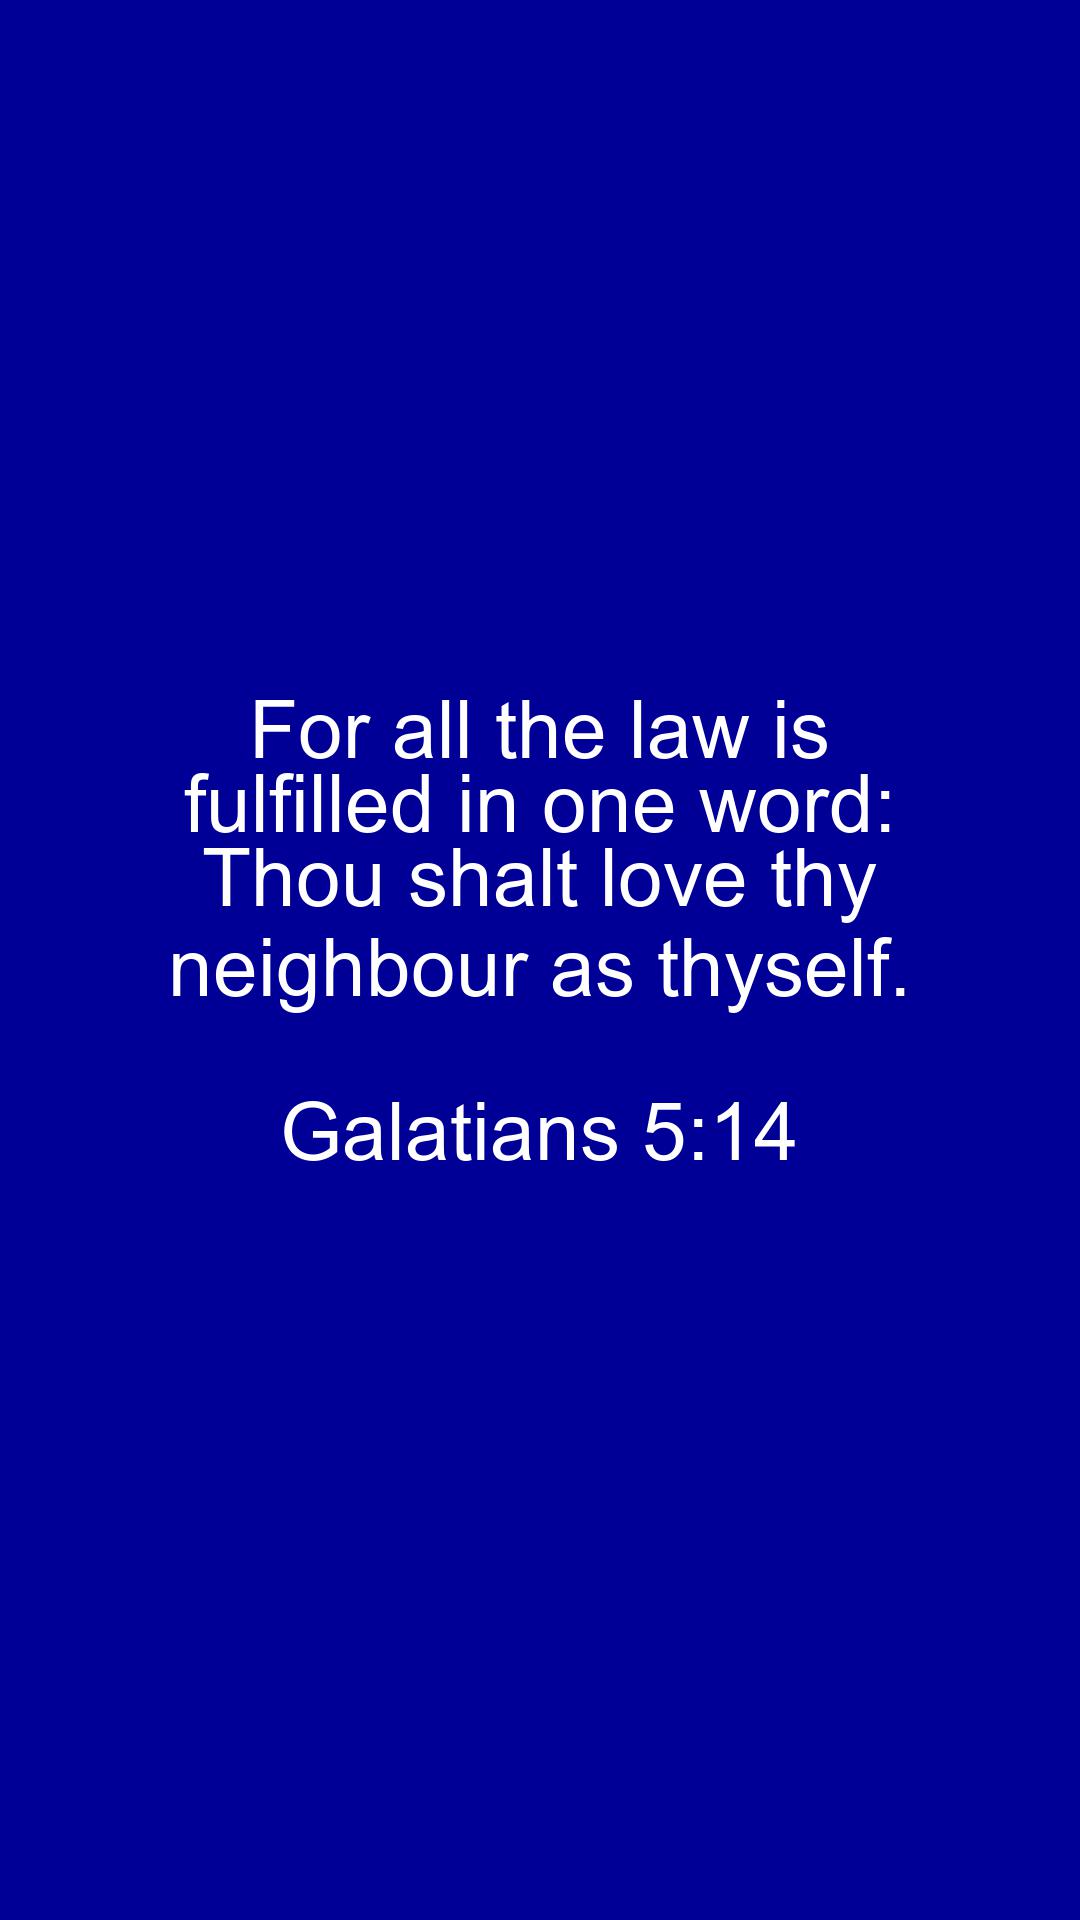 For all the law is
fulfilled in one word:
Thou shalt love thy
neighbour as thyself.
Galatians 5:14